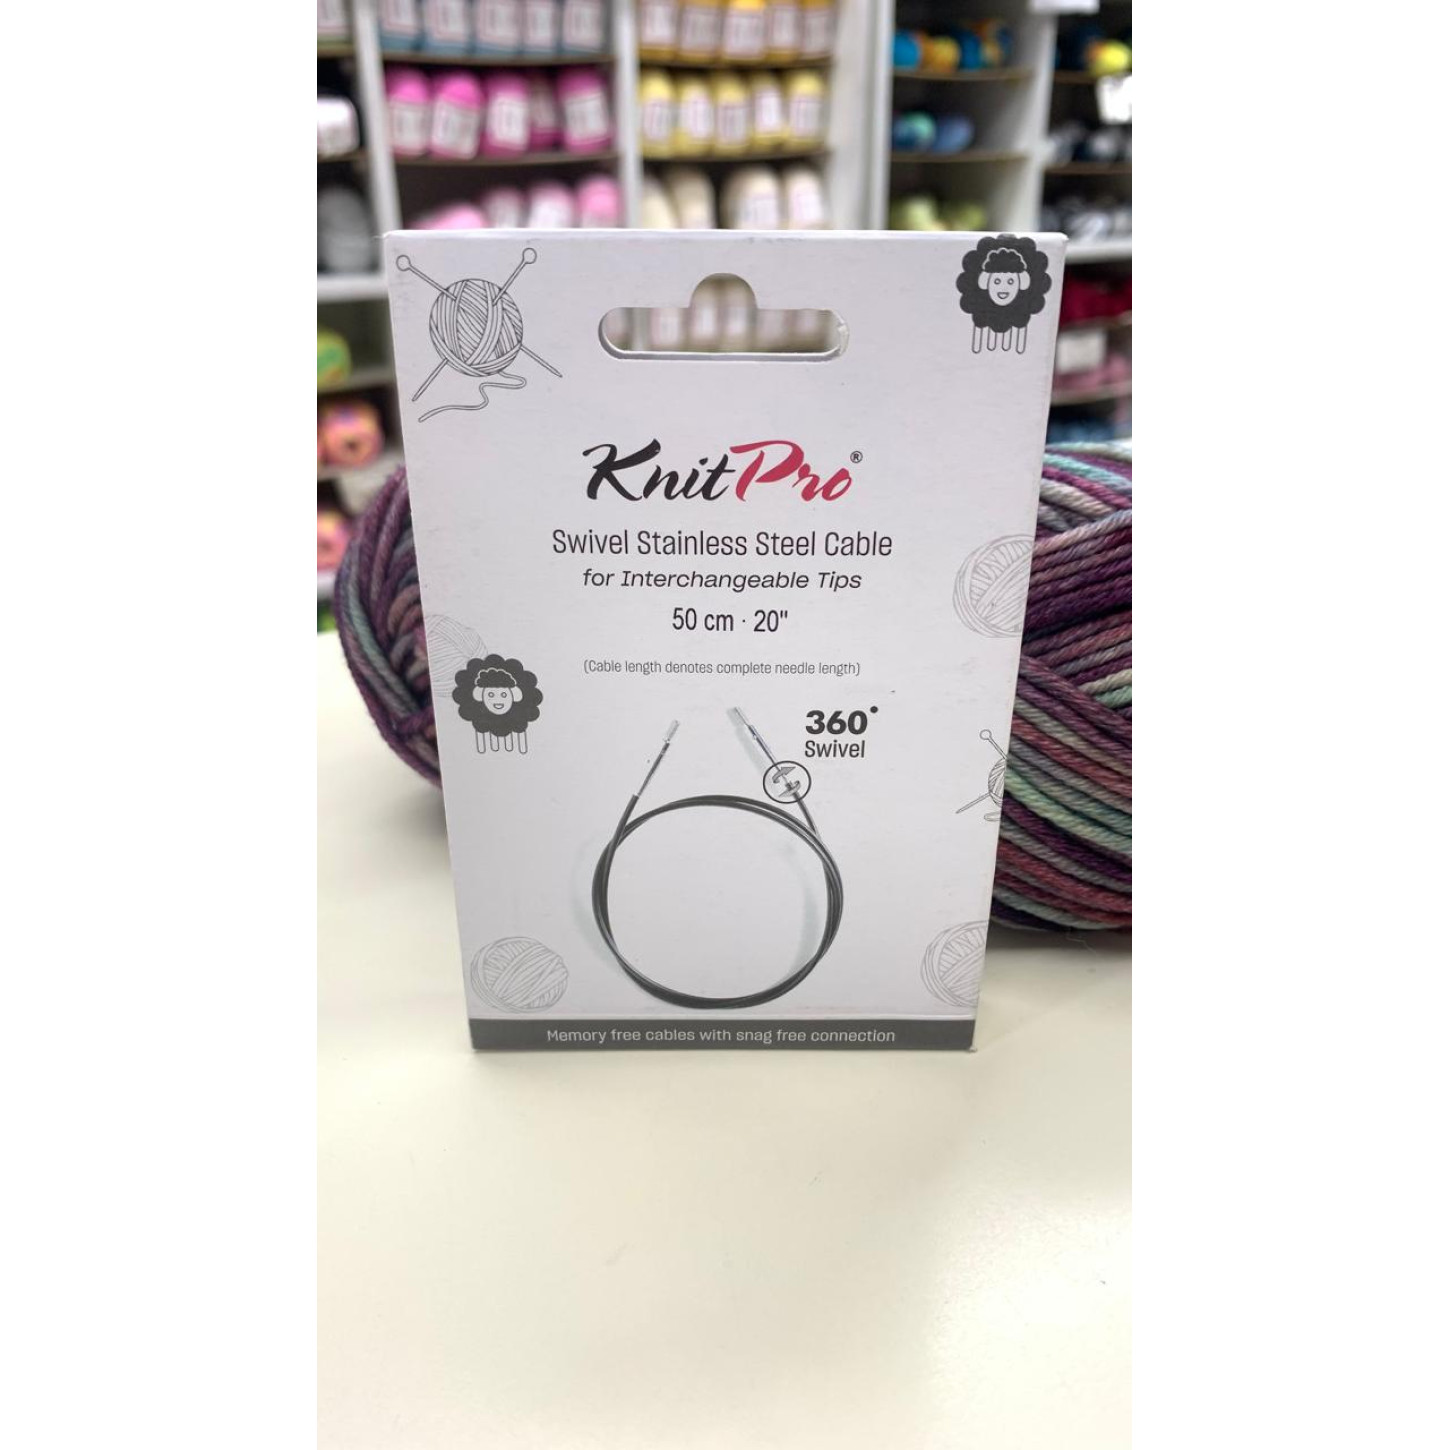 KnitPro®
Swivel Stainless Steel Cable
for Interchangeable Tips
50 cm · 20"
(Cable length denotes complete needle length)
360°
Swivel
Memory free cables with snag free connection